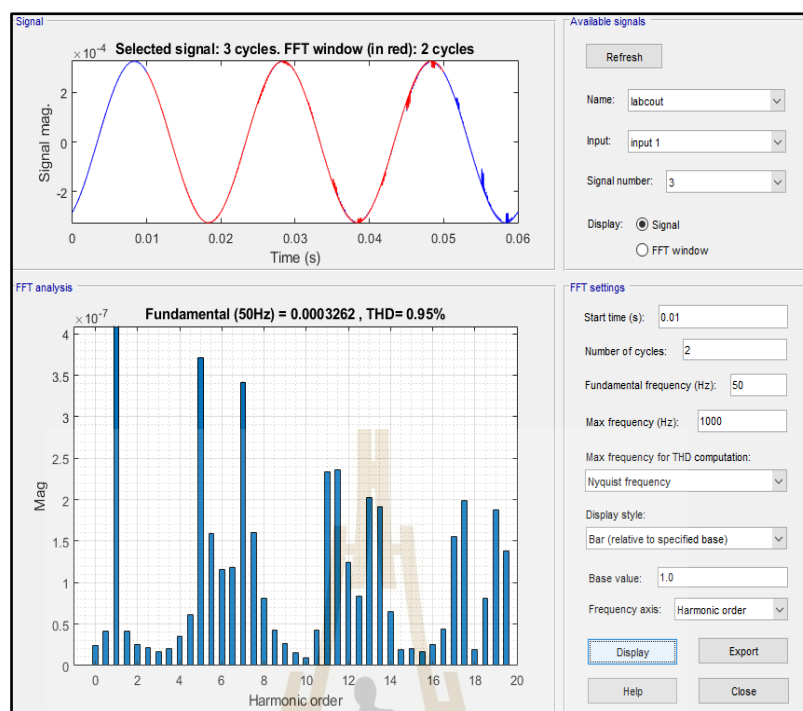 Signal
Selected signal: 3 cycles. FFT window (in red): 2 cycles
×10⁻⁴
2
0
-2
Signal mag.
0
0.01
0.02
0.03
0.04
0.05
0.06
Time (s)
Available signals
Refresh
Name:
labcout
Input:
input 1
Signal number:
3
Display:
Signal
FFT window
FFT analysis
Fundamental (50Hz) = 0.0003262 , THD= 0.95%
×10⁻⁷
4
3.5
3
2.5
2
1.5
1
0.5
0
Mag
0
2
4
6
8
10
12
14
16
18
20
Harmonic order
FFT settings
Start time (s):
0.01
Number of cycles:
2
Fundamental frequency (Hz):
50
Max frequency (Hz):
1000
Max frequency for THD computation:
Nyquist frequency
Display style:
Bar (relative to specified base)
Base value:
1.0
Frequency axis:
Harmonic order
Display
Export
Help
Close